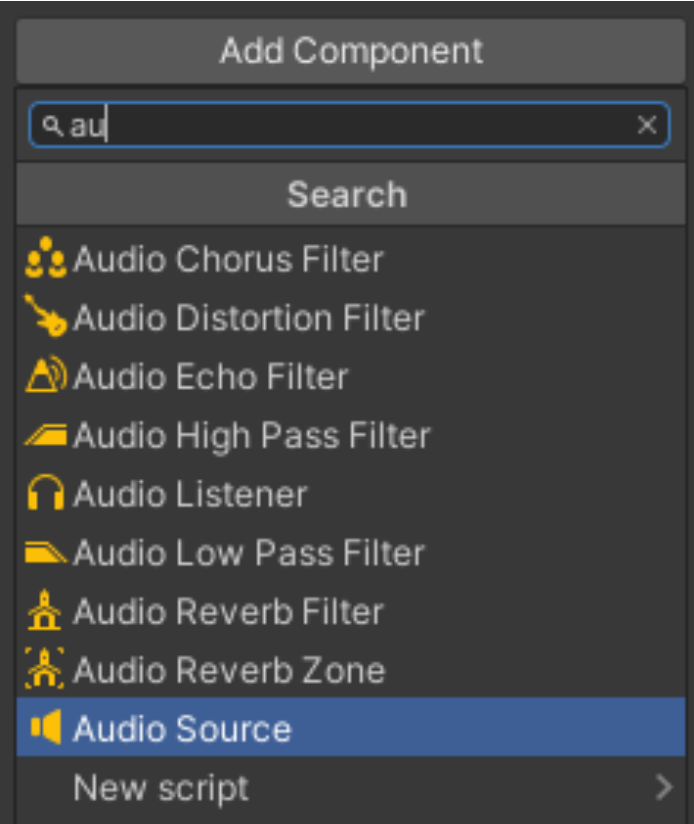 Add Component
au
Search
Audio Chorus Filter
Audio Distortion Filter
Audio Echo Filter
Audio High Pass Filter
Audio Listener
Audio Low Pass Filter
Audio Reverb Filter
Audio Reverb Zone
Audio Source
New script